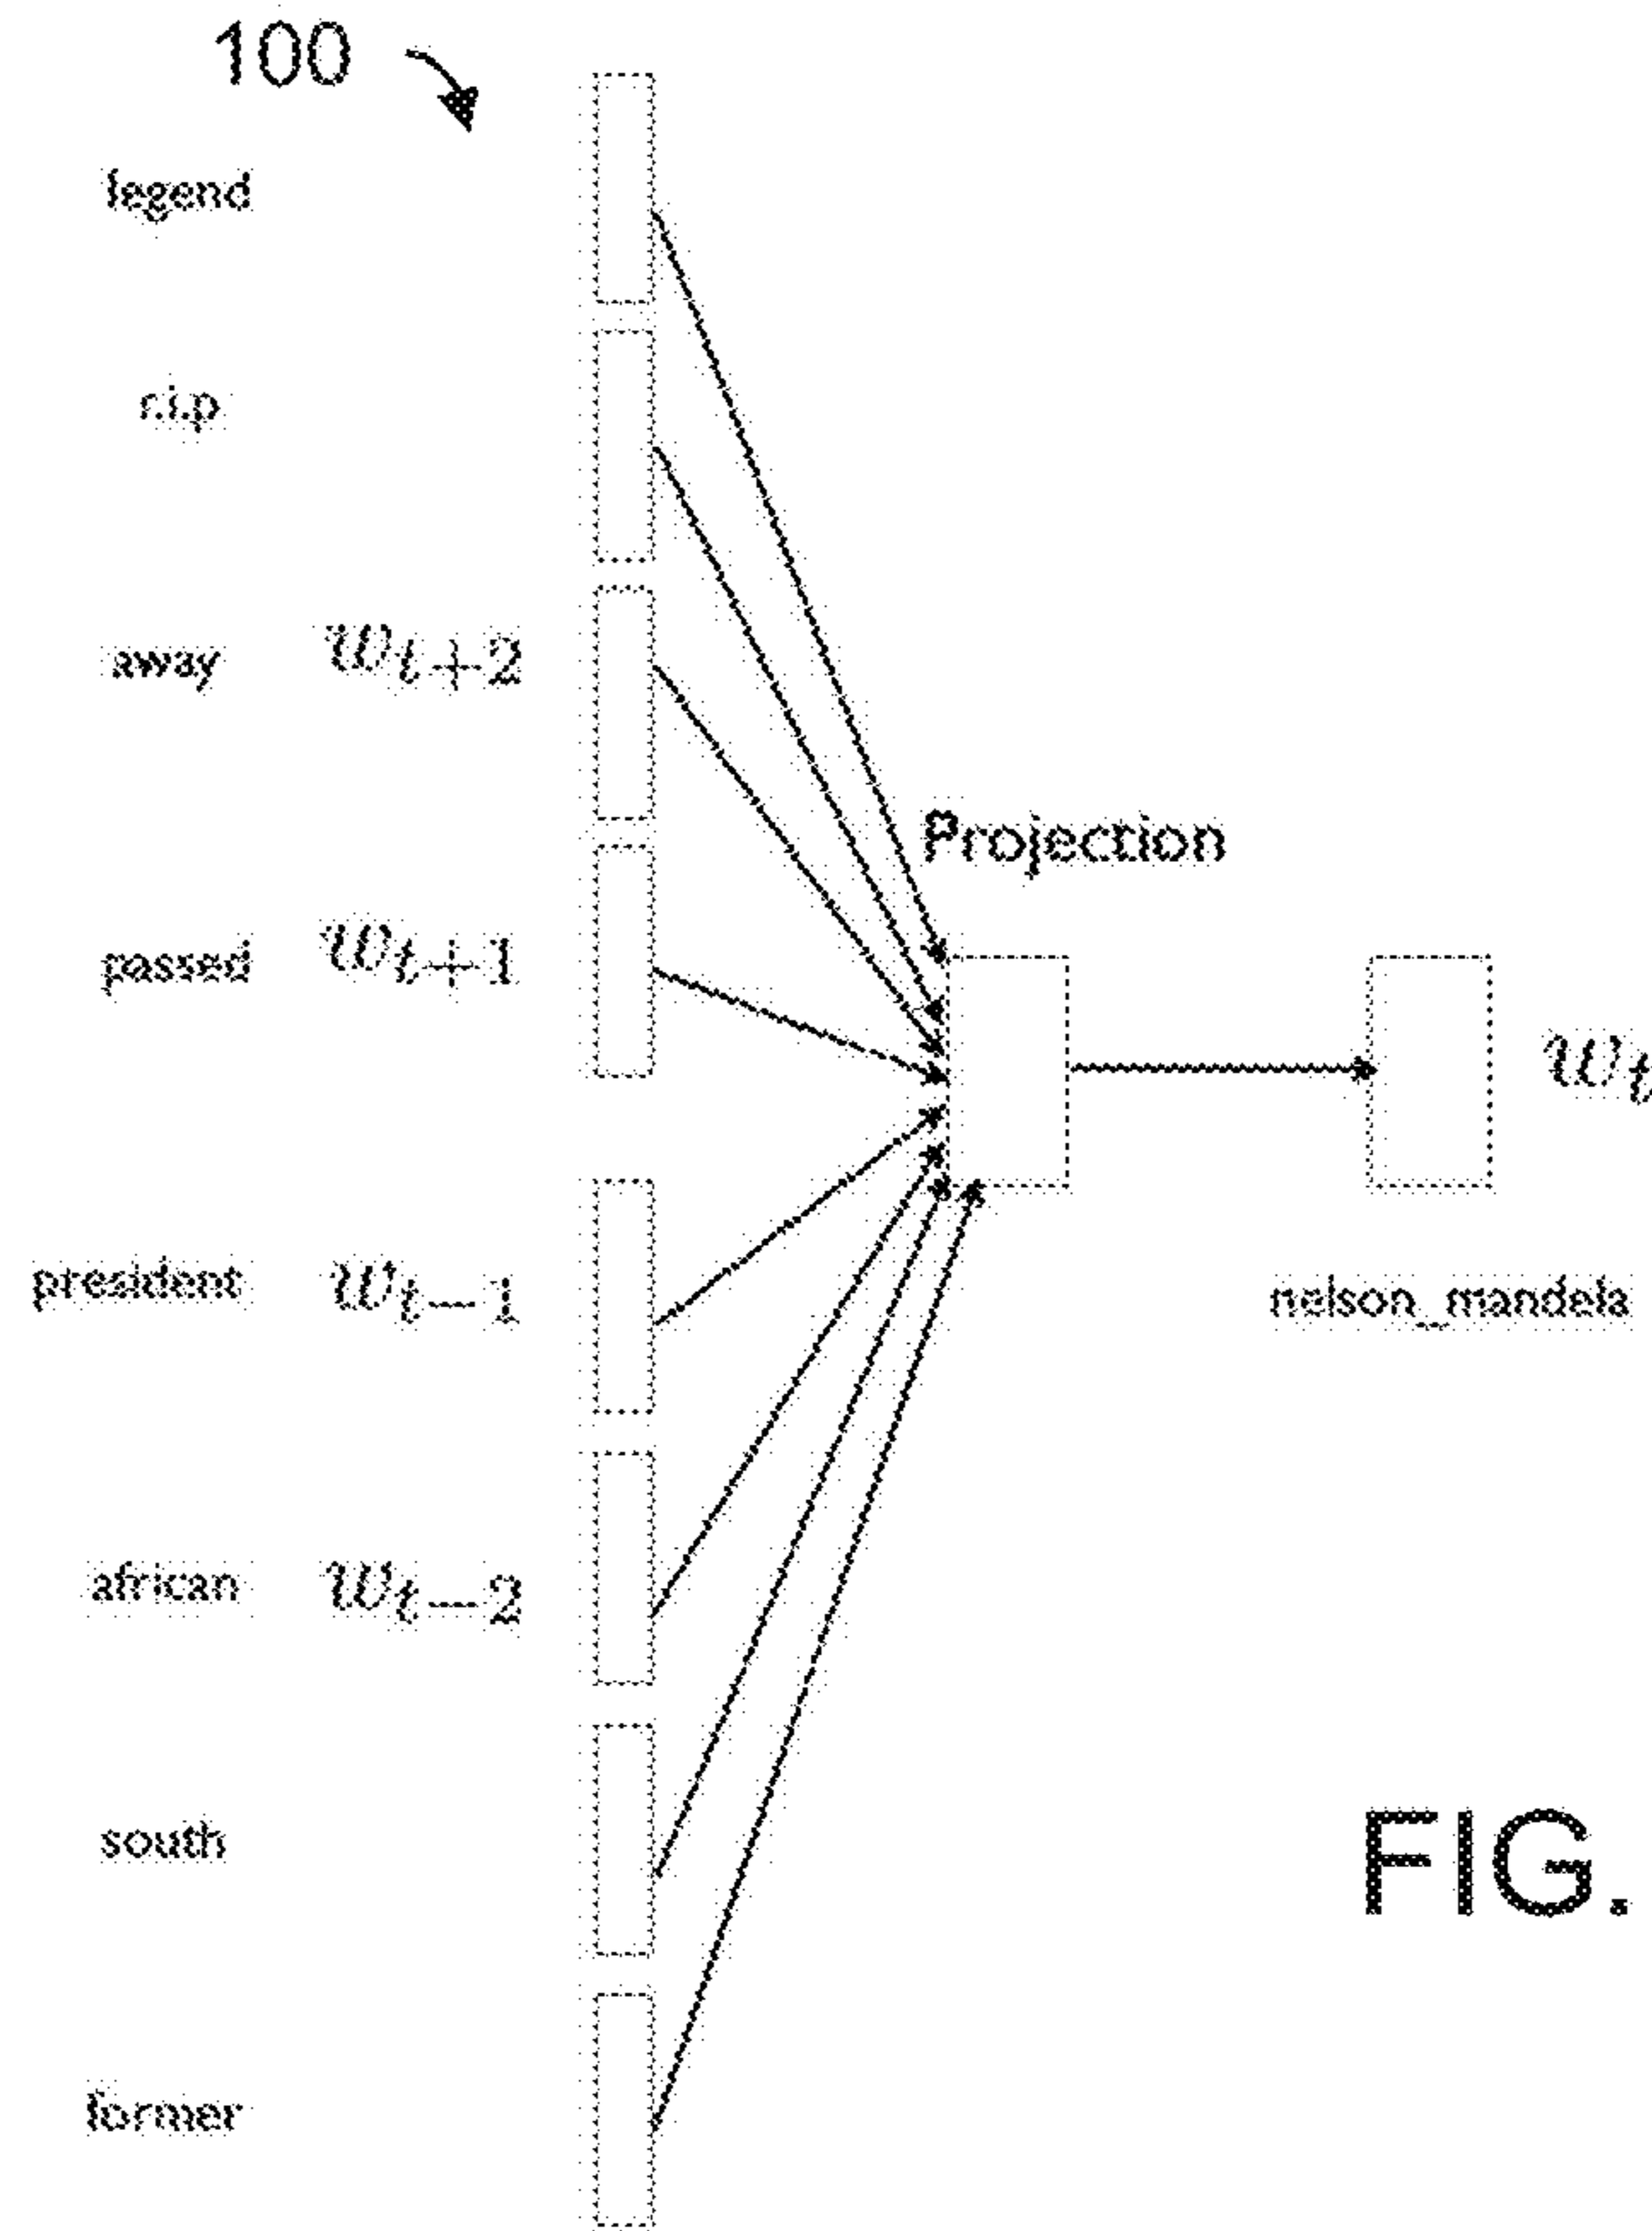 100
legend
r.i.p
away w_{t+2}
Projection
passed w_{t+1}
w_t
president w_{t-1}
nelson_mandela
african w_{t-2}
south
FIG.
former